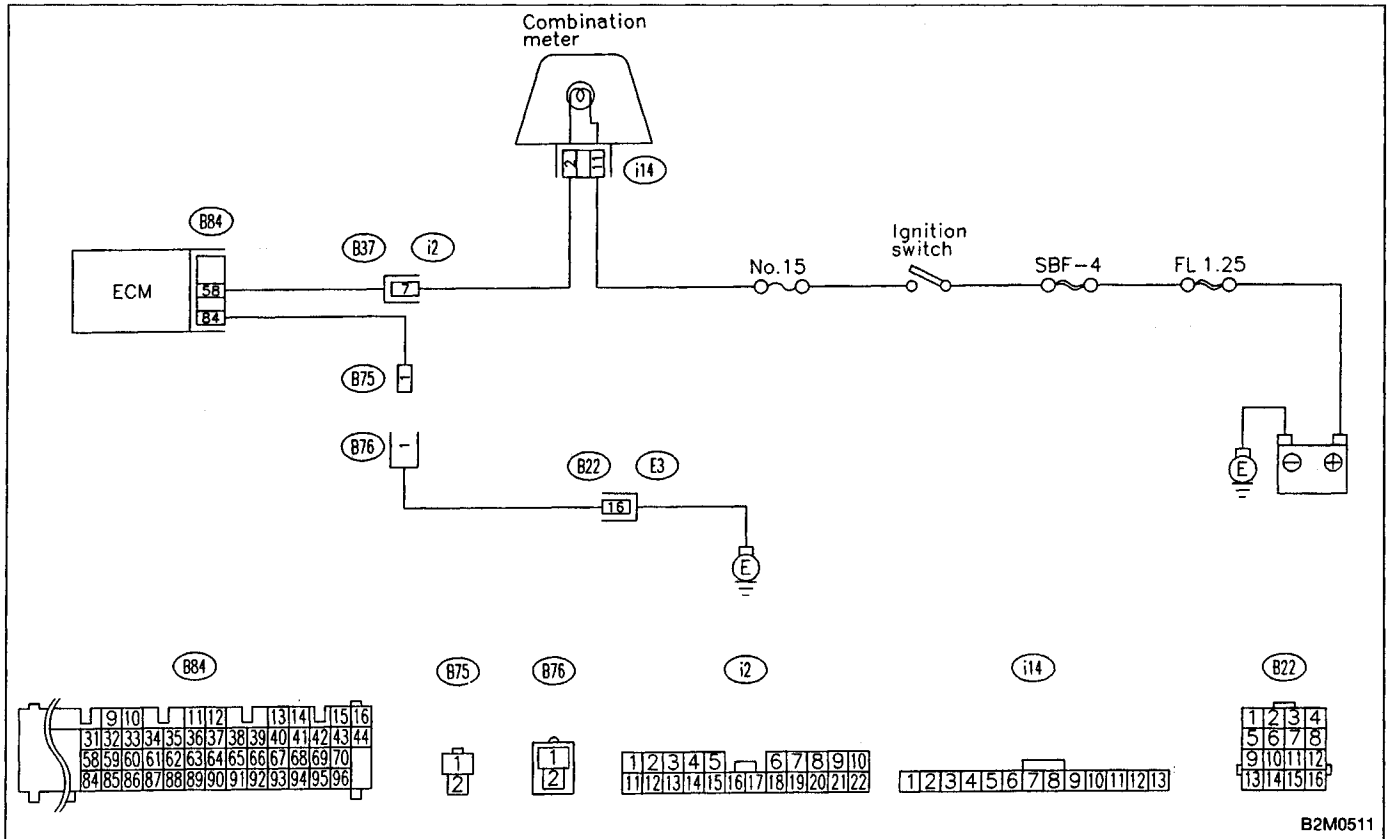 Combination
meter
2 11
i14
B84
B37 i2
Ignition
switch
No.15
SBF-4
FL 1.25
ECM
58
7
84
B75
1
B76
1
B22 E3
16
E
E
⊖ ⊕
B84
B75
B76
i2
i14
B22
9 10 11 12 13 14 15 16
31 32 33 34 35 36 37 38 39 40 41 42 43 44
58 59 60 61 62 63 64 65 66 67 68 69 70
84 85 86 87 88 89 90 91 92 93 94 95 96
1
2
1
2
1 2 3 4 5 6 7 8 9 10
11 12 13 14 15 16 17 18 19 20 21 22
1 2 3 4 5 6 7 8 9 10 11 12 13
1 2 3 4
5 6 7 8
9 10 11 12
13 14 15 16
B2M0511